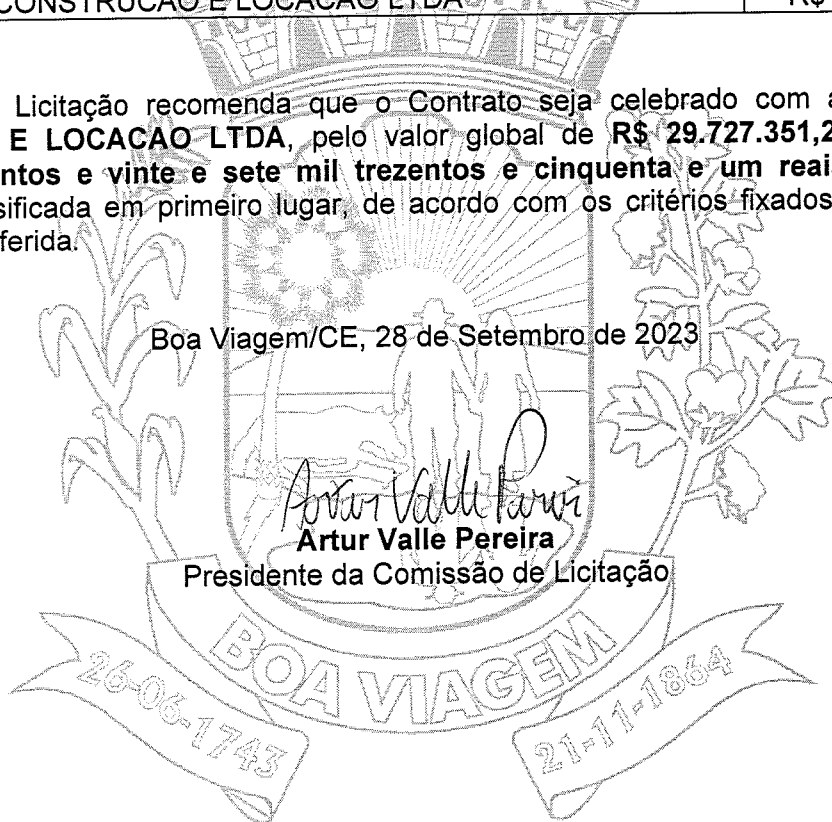 CONSTRUCAO E LOCACAO LTDA R$
Licitação recomenda que o Contrato seja celebrado com a
E LOCACAO LTDA, pelo valor global de R$ 29.727.351,2
ntos e vinte e sete mil trezentos e cinquenta e um reai
sificada em primeiro lugar, de acordo com os critérios fixados
ferida.
Boa Viagem/CE, 28 de Setembro de 2023
Artur Valle Pereira
Artur Valle Pereira
Presidente da Comissão de Licitação
BOA VIAGEM
26-06-1743
21-11-1864